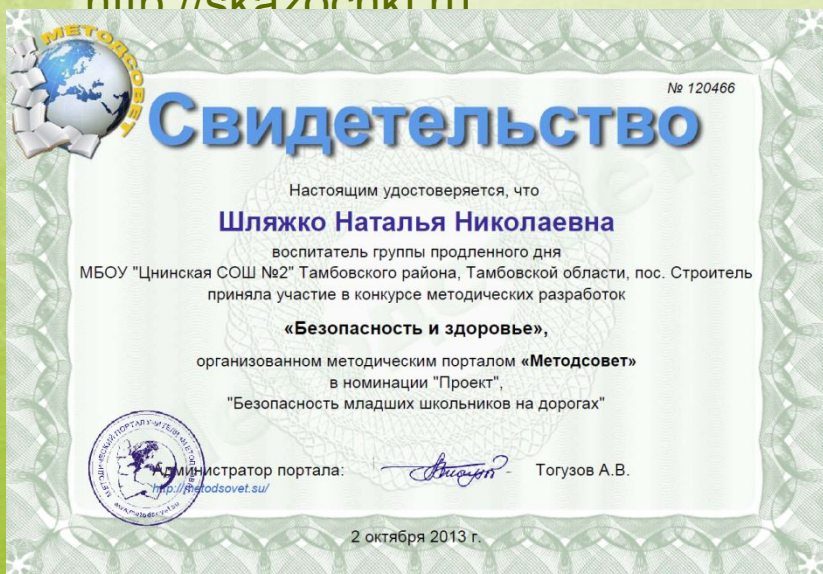 http://skazochki.ru
МЕТОДСОВЕТ
№ 120466
Свидетельство
Настоящим удостоверяется, что
Шляжко Наталья Николаевна
воспитатель группы продленного дня
МБОУ "Цнинская СОШ №2" Тамбовского района, Тамбовской области, пос. Строитель
приняла участие в конкурсе методических разработок
«Безопасность и здоровье»,
организованном методическим порталом «Методсовет»
в номинации "Проект",
"Безопасность младших школьников на дорогах"
Администратор портала:
Тогузов А.В.
http://metodsovet.su/
2 октября 2013 г.